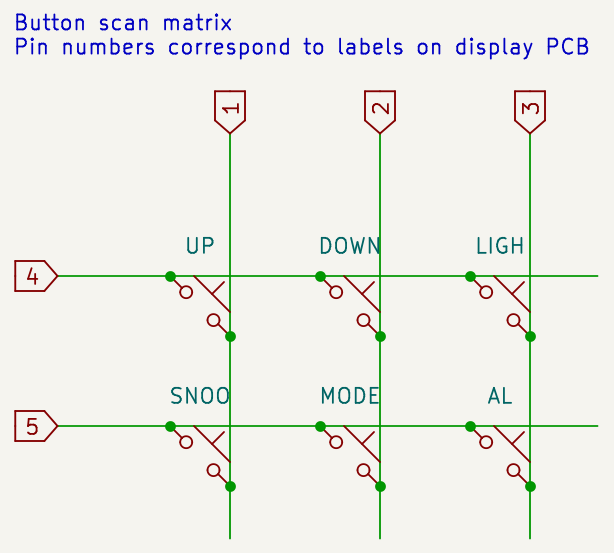 Button scan matrix
Pin numbers correspond to labels on display PCB
1 2 3
UP DOWN LIGH
4
SNOO MODE AL
5